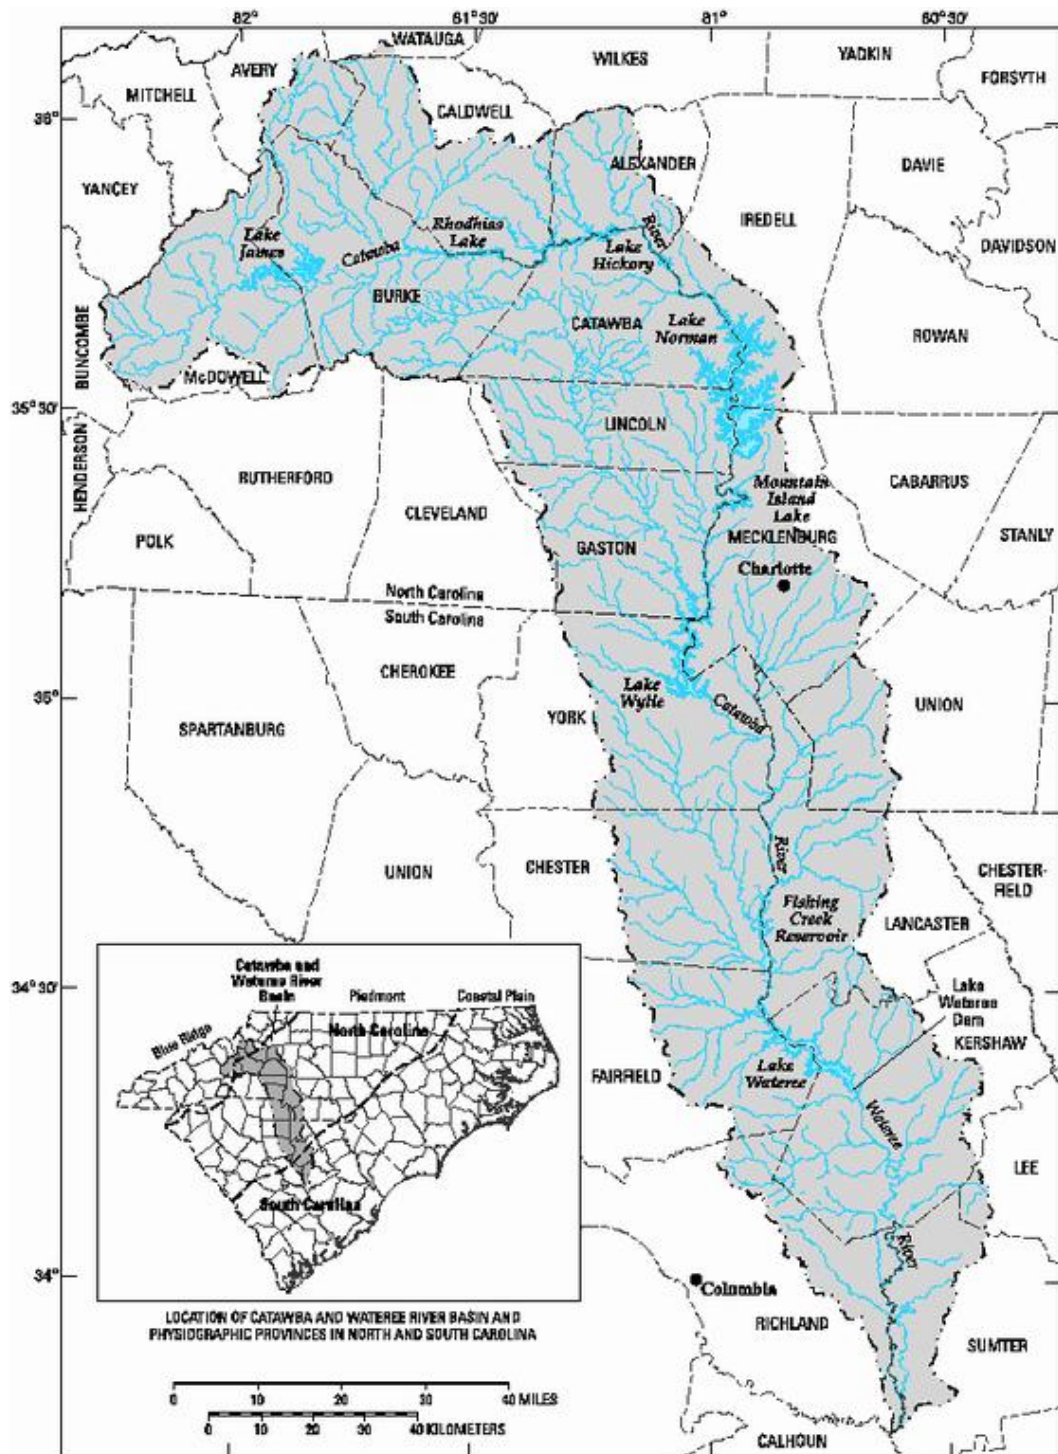 82°
81°30'
81°
80°30'
WATAUGA
WILKES
YADKIN
AVERY
FORSYTH
MITCHELL
CALDWELL
36°
ALEXANDER
DAVIE
YANCEY
IREDELL
Lake
James
Catawba
Rhodhiss
Lake
River
Lake
Hickory
DAVIDSON
BURKE
CATAWBA
Lake
Norman
ROWAN
BUNCOMBE
McDOWELL
35°30'
LINCOLN
HENDERSON
RUTHERFORD
CABARRUS
Mountain
Island
Lake
CLEVELAND
MECKLENBURG
STANLY
POLK
GASTON
Charlotte
North Carolina
South Carolina
CHEROKEE
35°
Lake
Wylie
Catawba
UNION
YORK
SPARTANBURG
River
CHESTER
UNION
CHESTER-
FIELD
Fishing
Creek
Reservoir
LANCASTER
34°30'
Lake
Wateree
Dam
KERSHAW
Catawba and
Wateree River
Basin
Piedmont
Coastal Plain
Blue Ridge
North Carolina
South Carolina
FAIRFIELD
Lake
Wateree
Wateree
LEE
River
34°
Columbia
RICHLAND
SUMTER
LOCATION OF CATAWBA AND WATEREE RIVER BASIN AND
PHYSIOGRAPHIC PROVINCES IN NORTH AND SOUTH CAROLINA
0 10 20 30 40 MILES
0 10 20 30 40 KILOMETERS
CALHOUN